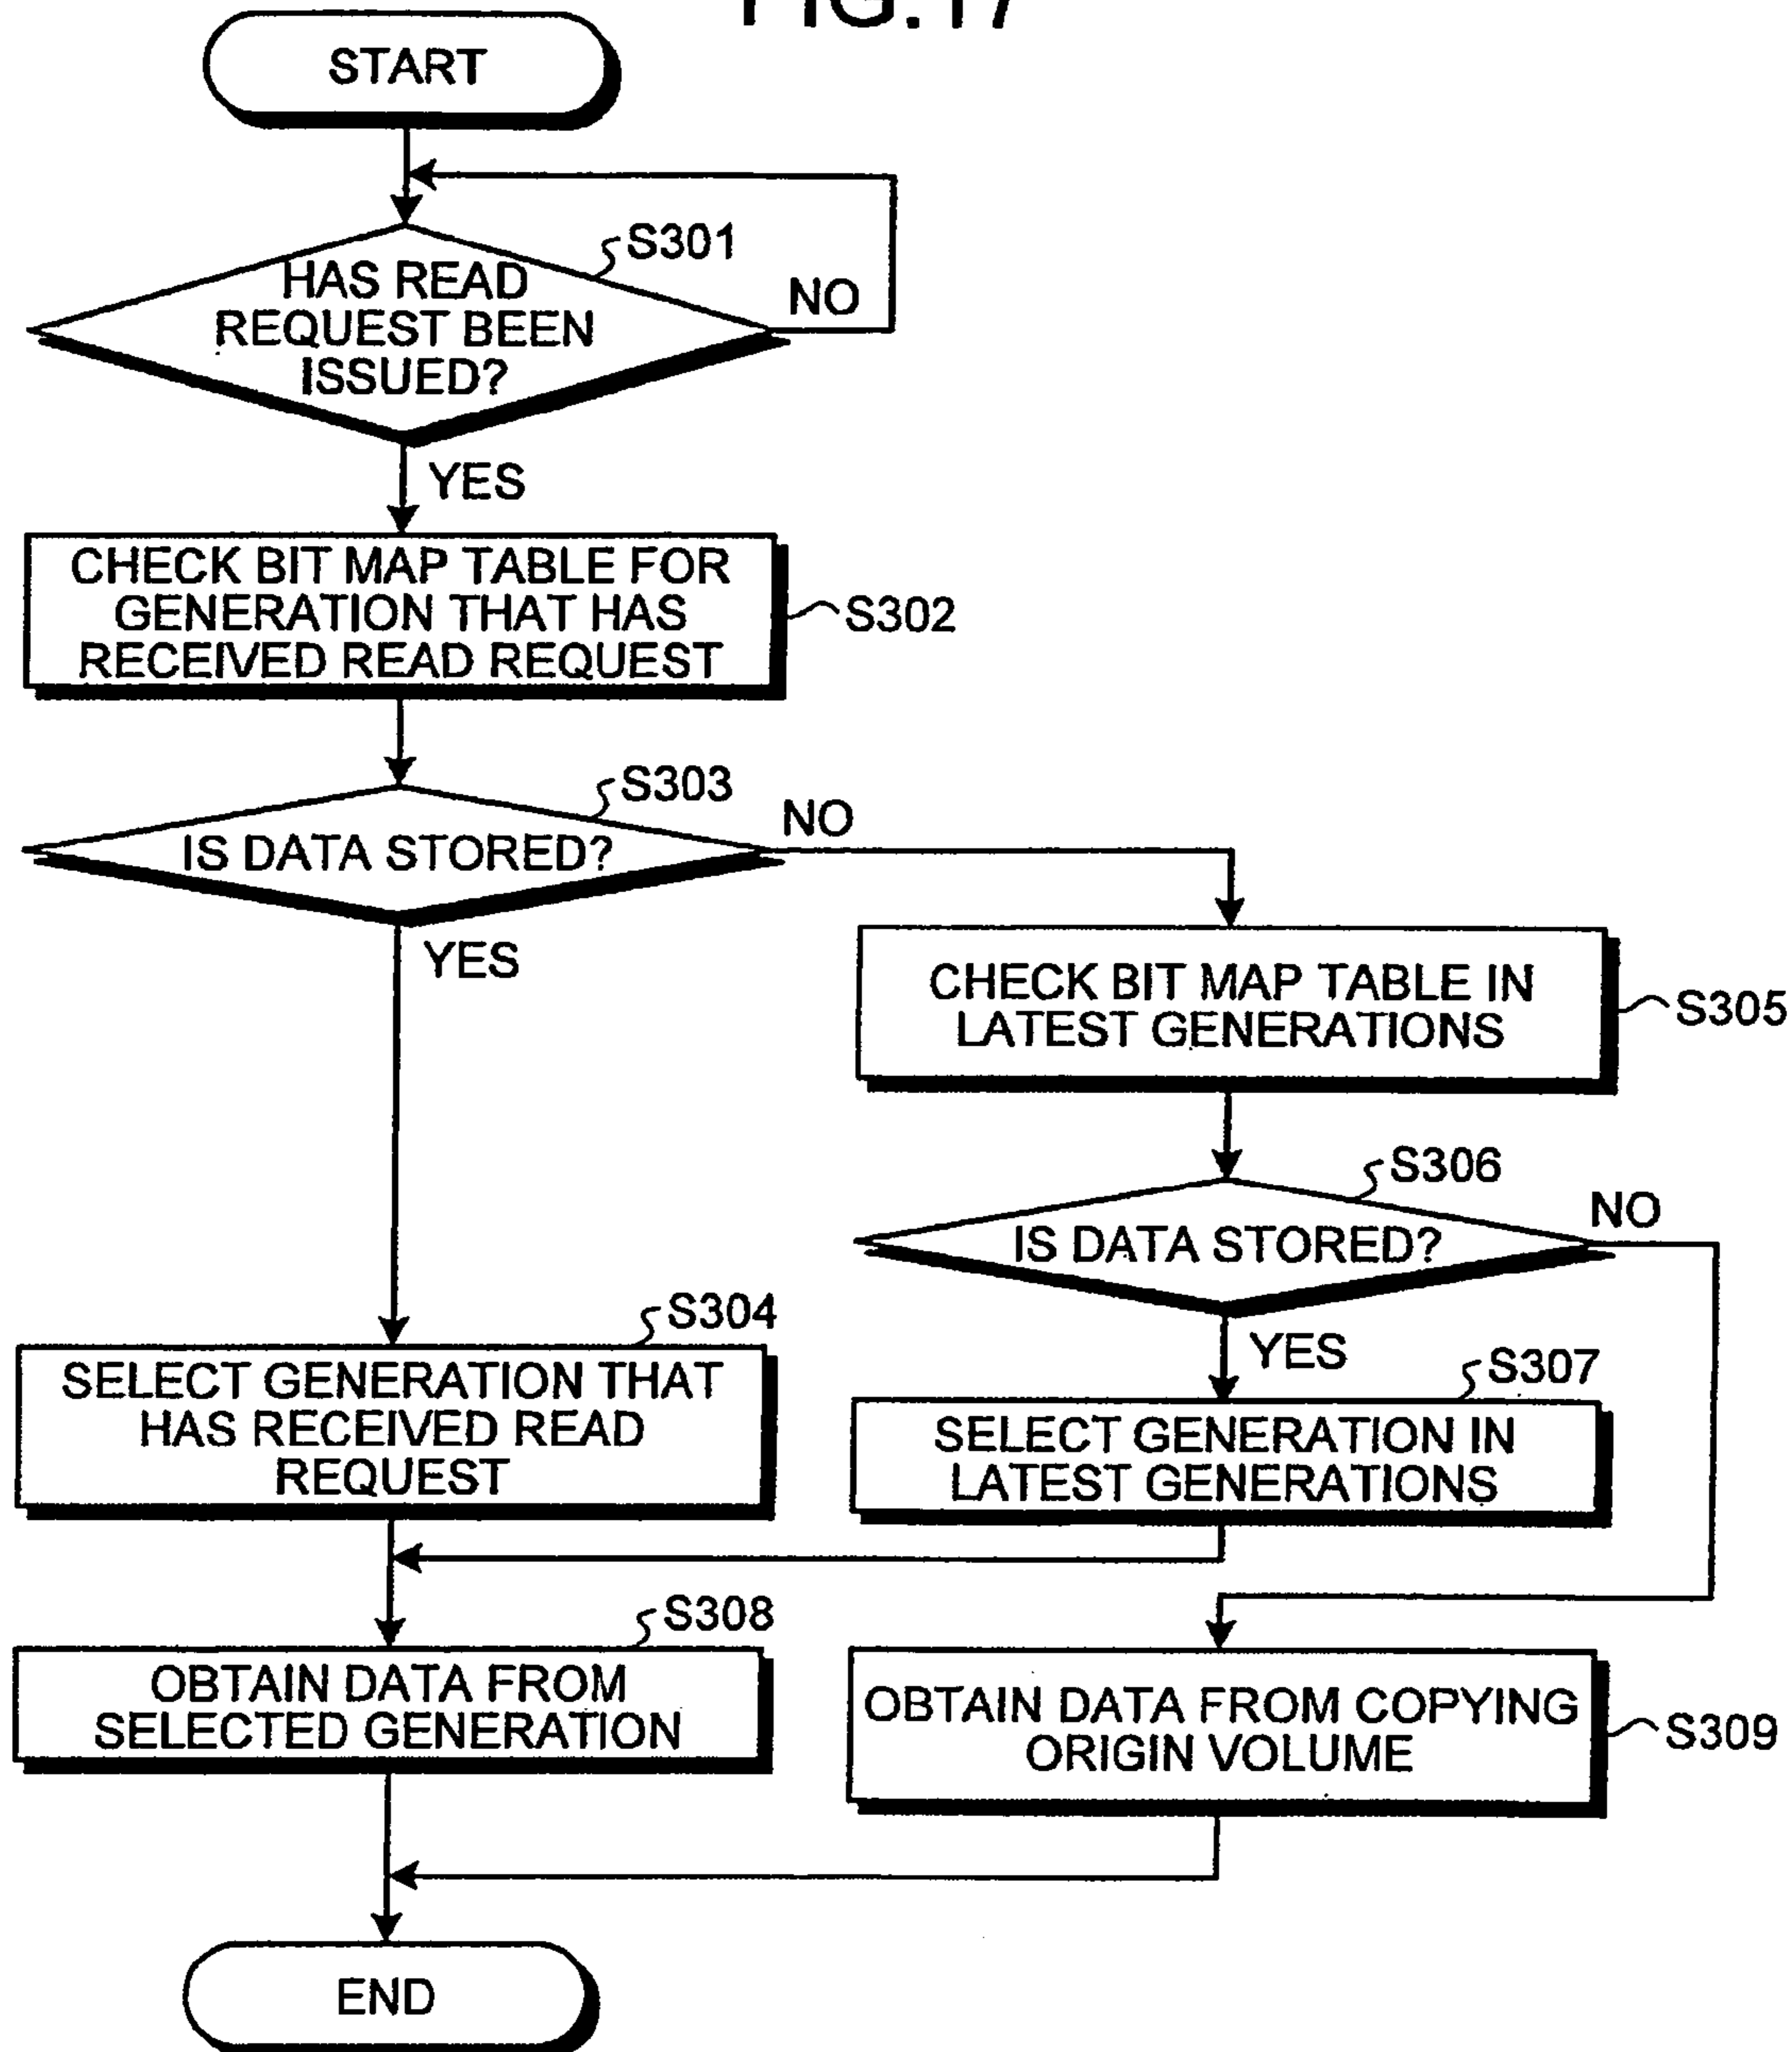 FIG.17
START
S301
HAS READ
REQUEST BEEN
ISSUED?
NO
YES
CHECK BIT MAP TABLE FOR
GENERATION THAT HAS
RECEIVED READ REQUEST
S302
S303
IS DATA STORED?
NO
YES
CHECK BIT MAP TABLE IN
LATEST GENERATIONS
S305
S306
IS DATA STORED?
NO
YES
S304
SELECT GENERATION THAT
HAS RECEIVED READ
REQUEST
S307
SELECT GENERATION IN
LATEST GENERATIONS
S308
OBTAIN DATA FROM
SELECTED GENERATION
OBTAIN DATA FROM COPYING
ORIGIN VOLUME
S309
END